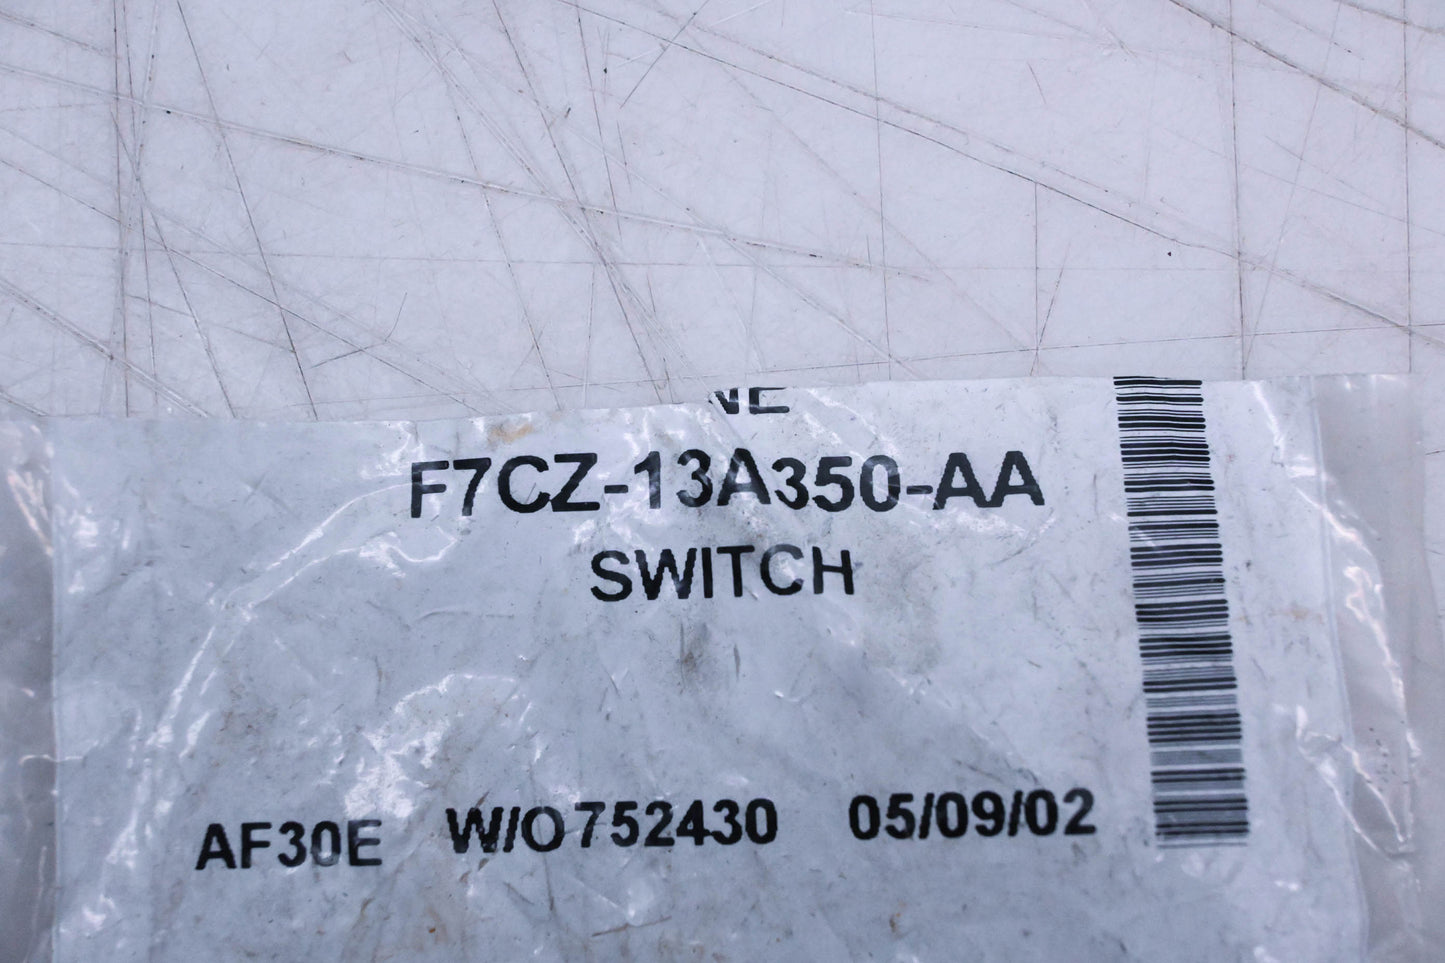 F7CZ-13A350-AA
SWITCH
AF30E W/O752430 05/09/02